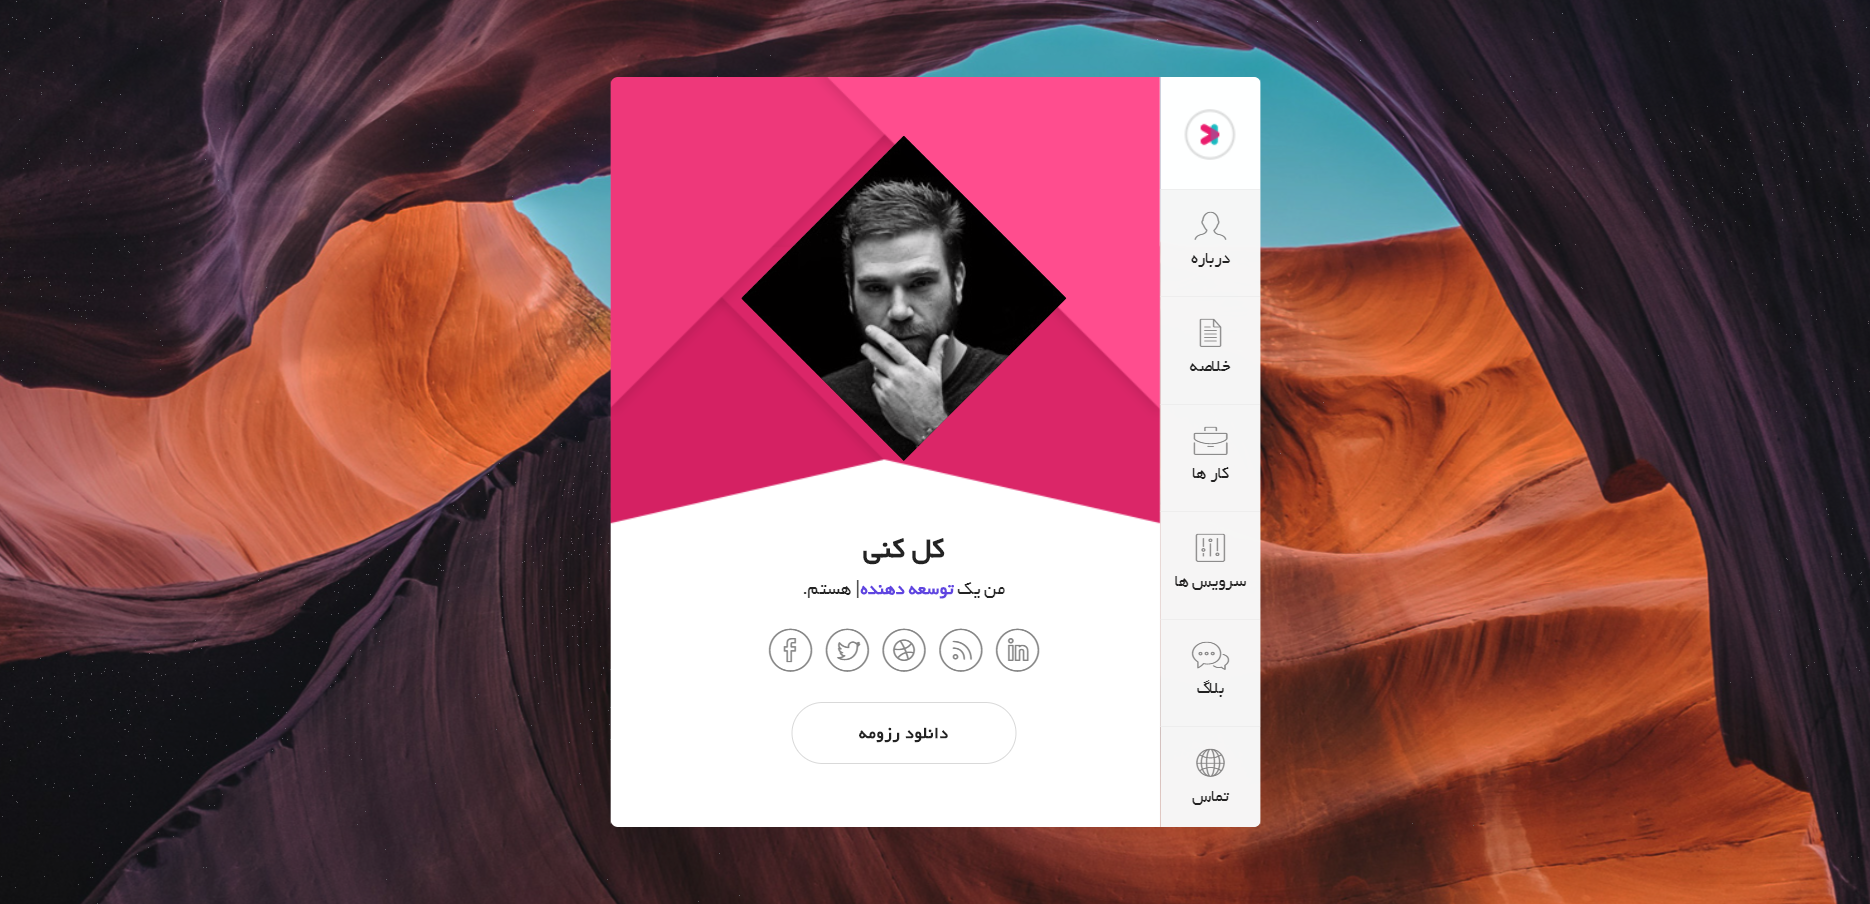 درباره
خلاصه
کار ها
سرویس ها
بلاگ
تماس
کل کنی
من یک توسعه دهنده| هستم.
دانلود رزومه